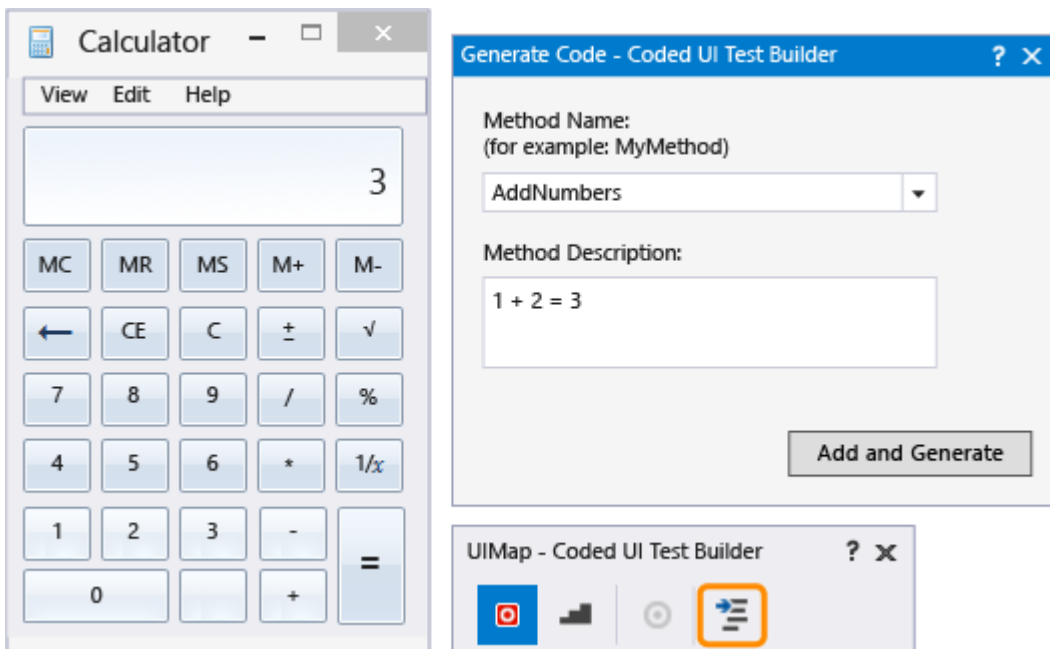 Calculator
View Edit Help
3
MC MR MS M+ M-
← CE C ± √
7 8 9 / %
4 5 6 * 1/x
1 2 3 - =
0 +
Generate Code - Coded UI Test Builder ? ×
Method Name:
(for example: MyMethod)
AddNumbers
Method Description:
1 + 2 = 3
Add and Generate
UIMap - Coded UI Test Builder ? ×